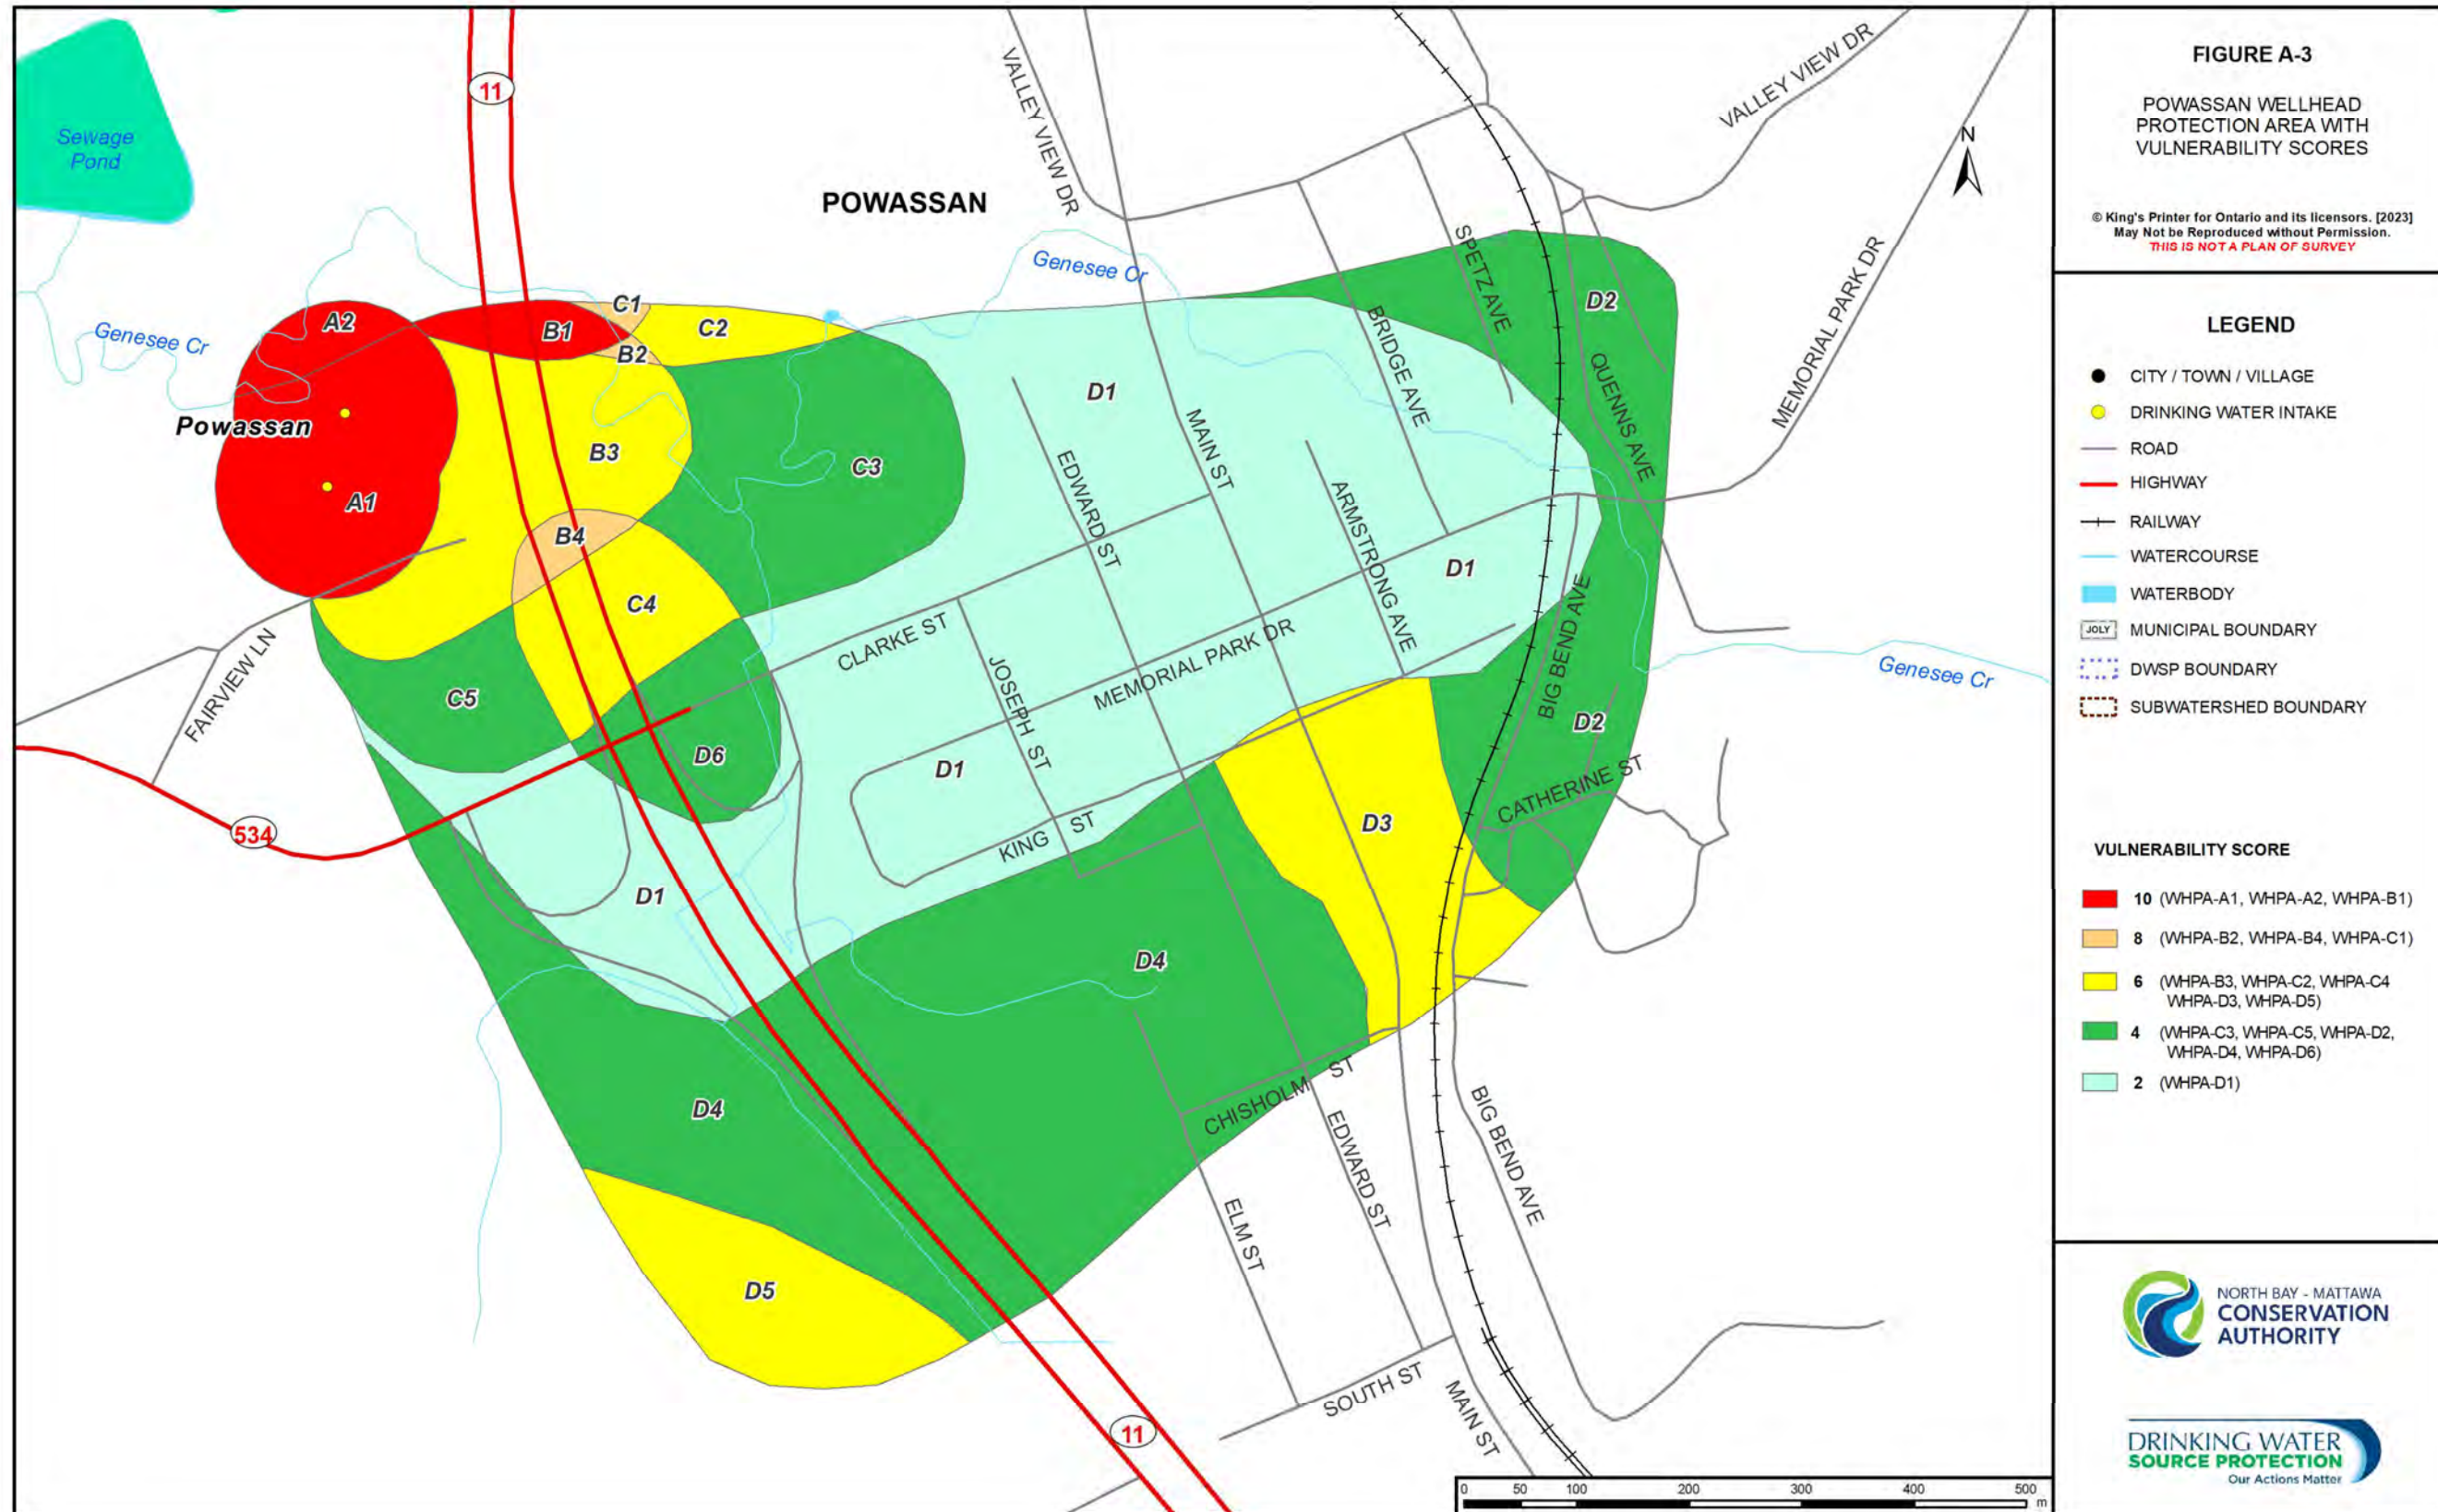 Sewage
Pond
11
POWASSAN
VALLEY VIEW DR
VALLEY VIEW DR
Genesee Cr
SPETZ AVE
D2
MEMORIAL PARK DR
N
Genesee Cr
A2
B1
C1
B2
C2
BRIDGE AVE
QUENNS AVE
D1
Powassan
A1
B3
C3
MAIN ST
EDWARD ST
ARMSTRONG AVE
B4
D1
C4
CLARKE ST
BIG BEND AVE
FAIRVIEW LN
JOSEPH ST
MEMORIAL PARK DR
Genesee Cr
C5
D6
D1
D2
CATHERINE ST
534
KING ST
D3
D1
D4
D4
CHISHOLM ST
EDWARD ST
BIG BEND AVE
ELM ST
D5
SOUTH ST
MAIN ST
11
0 50 100 200 300 400 500
m
FIGURE A-3
POWASSAN WELLHEAD
PROTECTION AREA WITH
VULNERABILITY SCORES
© King's Printer for Ontario and its licensors. [2023]
May Not be Reproduced without Permission.
THIS IS NOT A PLAN OF SURVEY
LEGEND
CITY / TOWN / VILLAGE
DRINKING WATER INTAKE
ROAD
HIGHWAY
RAILWAY
WATERCOURSE
WATERBODY
JOLY MUNICIPAL BOUNDARY
DWSP BOUNDARY
SUBWATERSHED BOUNDARY
VULNERABILITY SCORE
10 (WHPA-A1, WHPA-A2, WHPA-B1)
8 (WHPA-B2, WHPA-B4, WHPA-C1)
6 (WHPA-B3, WHPA-C2, WHPA-C4
WHPA-D3, WHPA-D5)
4 (WHPA-C3, WHPA-C5, WHPA-D2,
WHPA-D4, WHPA-D6)
2 (WHPA-D1)
NORTH BAY - MATTAWA
CONSERVATION
AUTHORITY
DRINKING WATER
SOURCE PROTECTION
Our Actions Matter